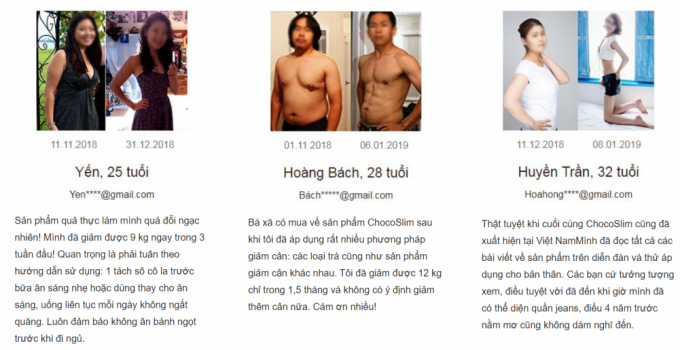 11.11.2018 31.12.2018
Yến, 25 tuổi
Yen****@gmail.com
Sản phẩm quả thực làm mình quá đỗi ngạc
nhiên! Mình đã giảm được 9 kg ngay trong 3
tuần đầu! Quan trọng là phải tuân theo
hướng dẫn sử dụng: 1 tách sô cô la trước
bữa ăn sáng nhẹ hoặc dùng thay cho ăn
sáng, uống liên tục mỗi ngày không ngắt
quãng. Luôn đảm bảo không ăn bánh ngọt
trước khi đi ngủ.
01.11.2018 06.01.2019
Hoàng Bách, 28 tuổi
Bách*****@gmail.com
Bà xã có mua về sản phẩm ChocoSlim sau
khi tôi đã áp dụng rất nhiều phương pháp
giảm cân: các loại trà cũng như sản phẩm
giảm cân khác nhau. Tôi đã giảm được 12 kg
chỉ trong 1,5 tháng và không có ý định giảm
thêm cân nữa. Cám ơn nhiều!
11.12.2018 08.01.2019
Huyền Trần, 32 tuổi
Hoahong****@gmail.com
Thật tuyệt khi cuối cùng ChocoSlim cũng đã
xuất hiện tại Việt NamMình đã đọc tất cả các
bài viết về sản phẩm trên diễn đàn và thử áp
dụng cho bản thân. Các bạn cứ tưởng tượng
xem, điều tuyệt vời đã đến khi giờ mình đã
có thể diện quần jeans, điều 4 năm trước
nằm mơ cũng không dám nghĩ đến.